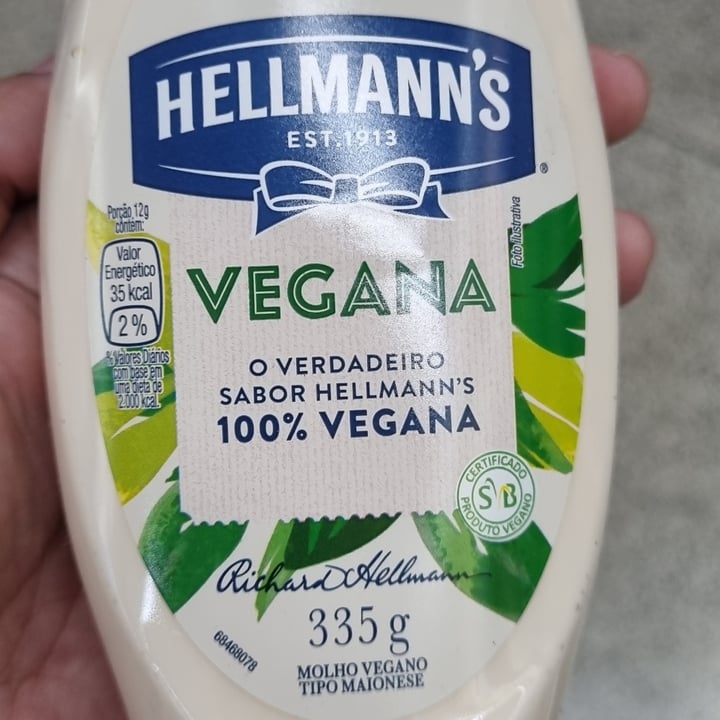 HELLMANN'S
EST. 1913
®
Porção 12g
contém:
Valor
Energético
35 kcal
2%
% Valores Diários
com base em
uma dieta de
2.000 kcal.
Foto ilustrativa
VEGANA
O VERDADEIRO
SABOR HELLMANN'S
100% VEGANA
CERTIFICADO
SVB
PRODUTO VEGANO
Richard Hellmann
335 g
68468078
MOLHO VEGANO
TIPO MAIONESE